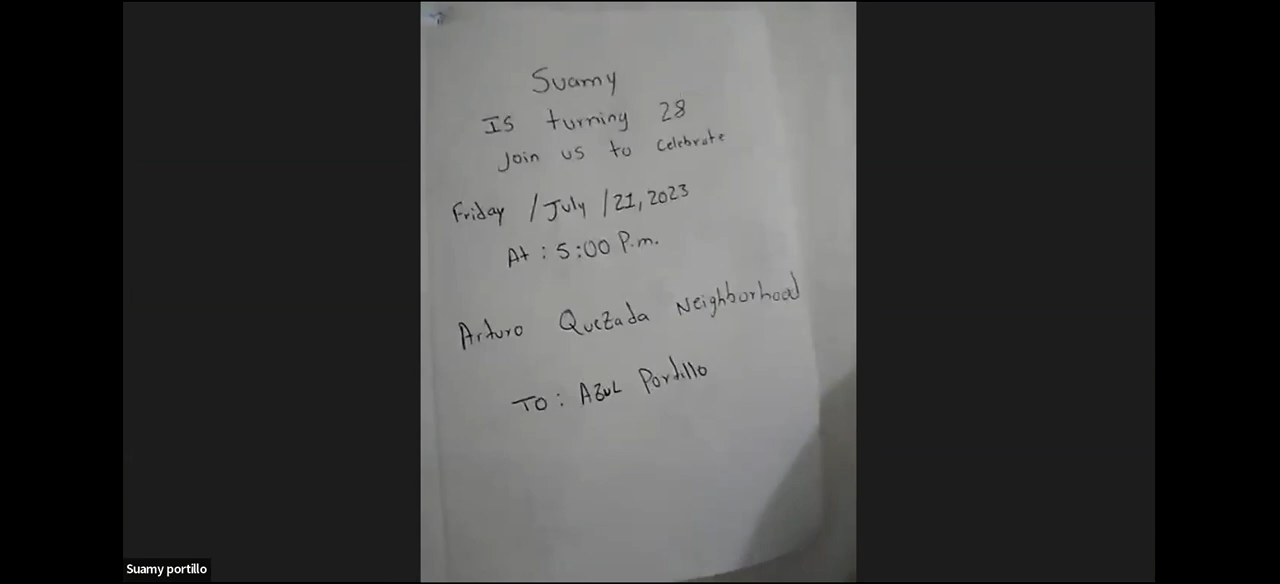 Suamy
Is turning 28
Join us to celebrate
Friday / July / 21, 2023
At : 5:00 P.m.
Arturo Quezada Neighborhood
To : Azul Portillo
Suamy portillo